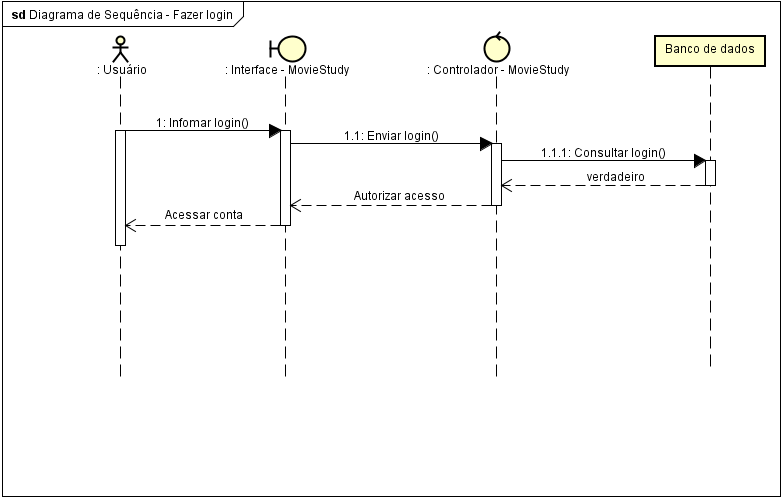 sd Diagrama de Sequência - Fazer login
: Usuário
: Interface - MovieStudy
: Controlador - MovieStudy
Banco de dados
1: Infomar login()
1.1: Enviar login()
1.1.1: Consultar login()
verdadeiro
Autorizar acesso
Acessar conta